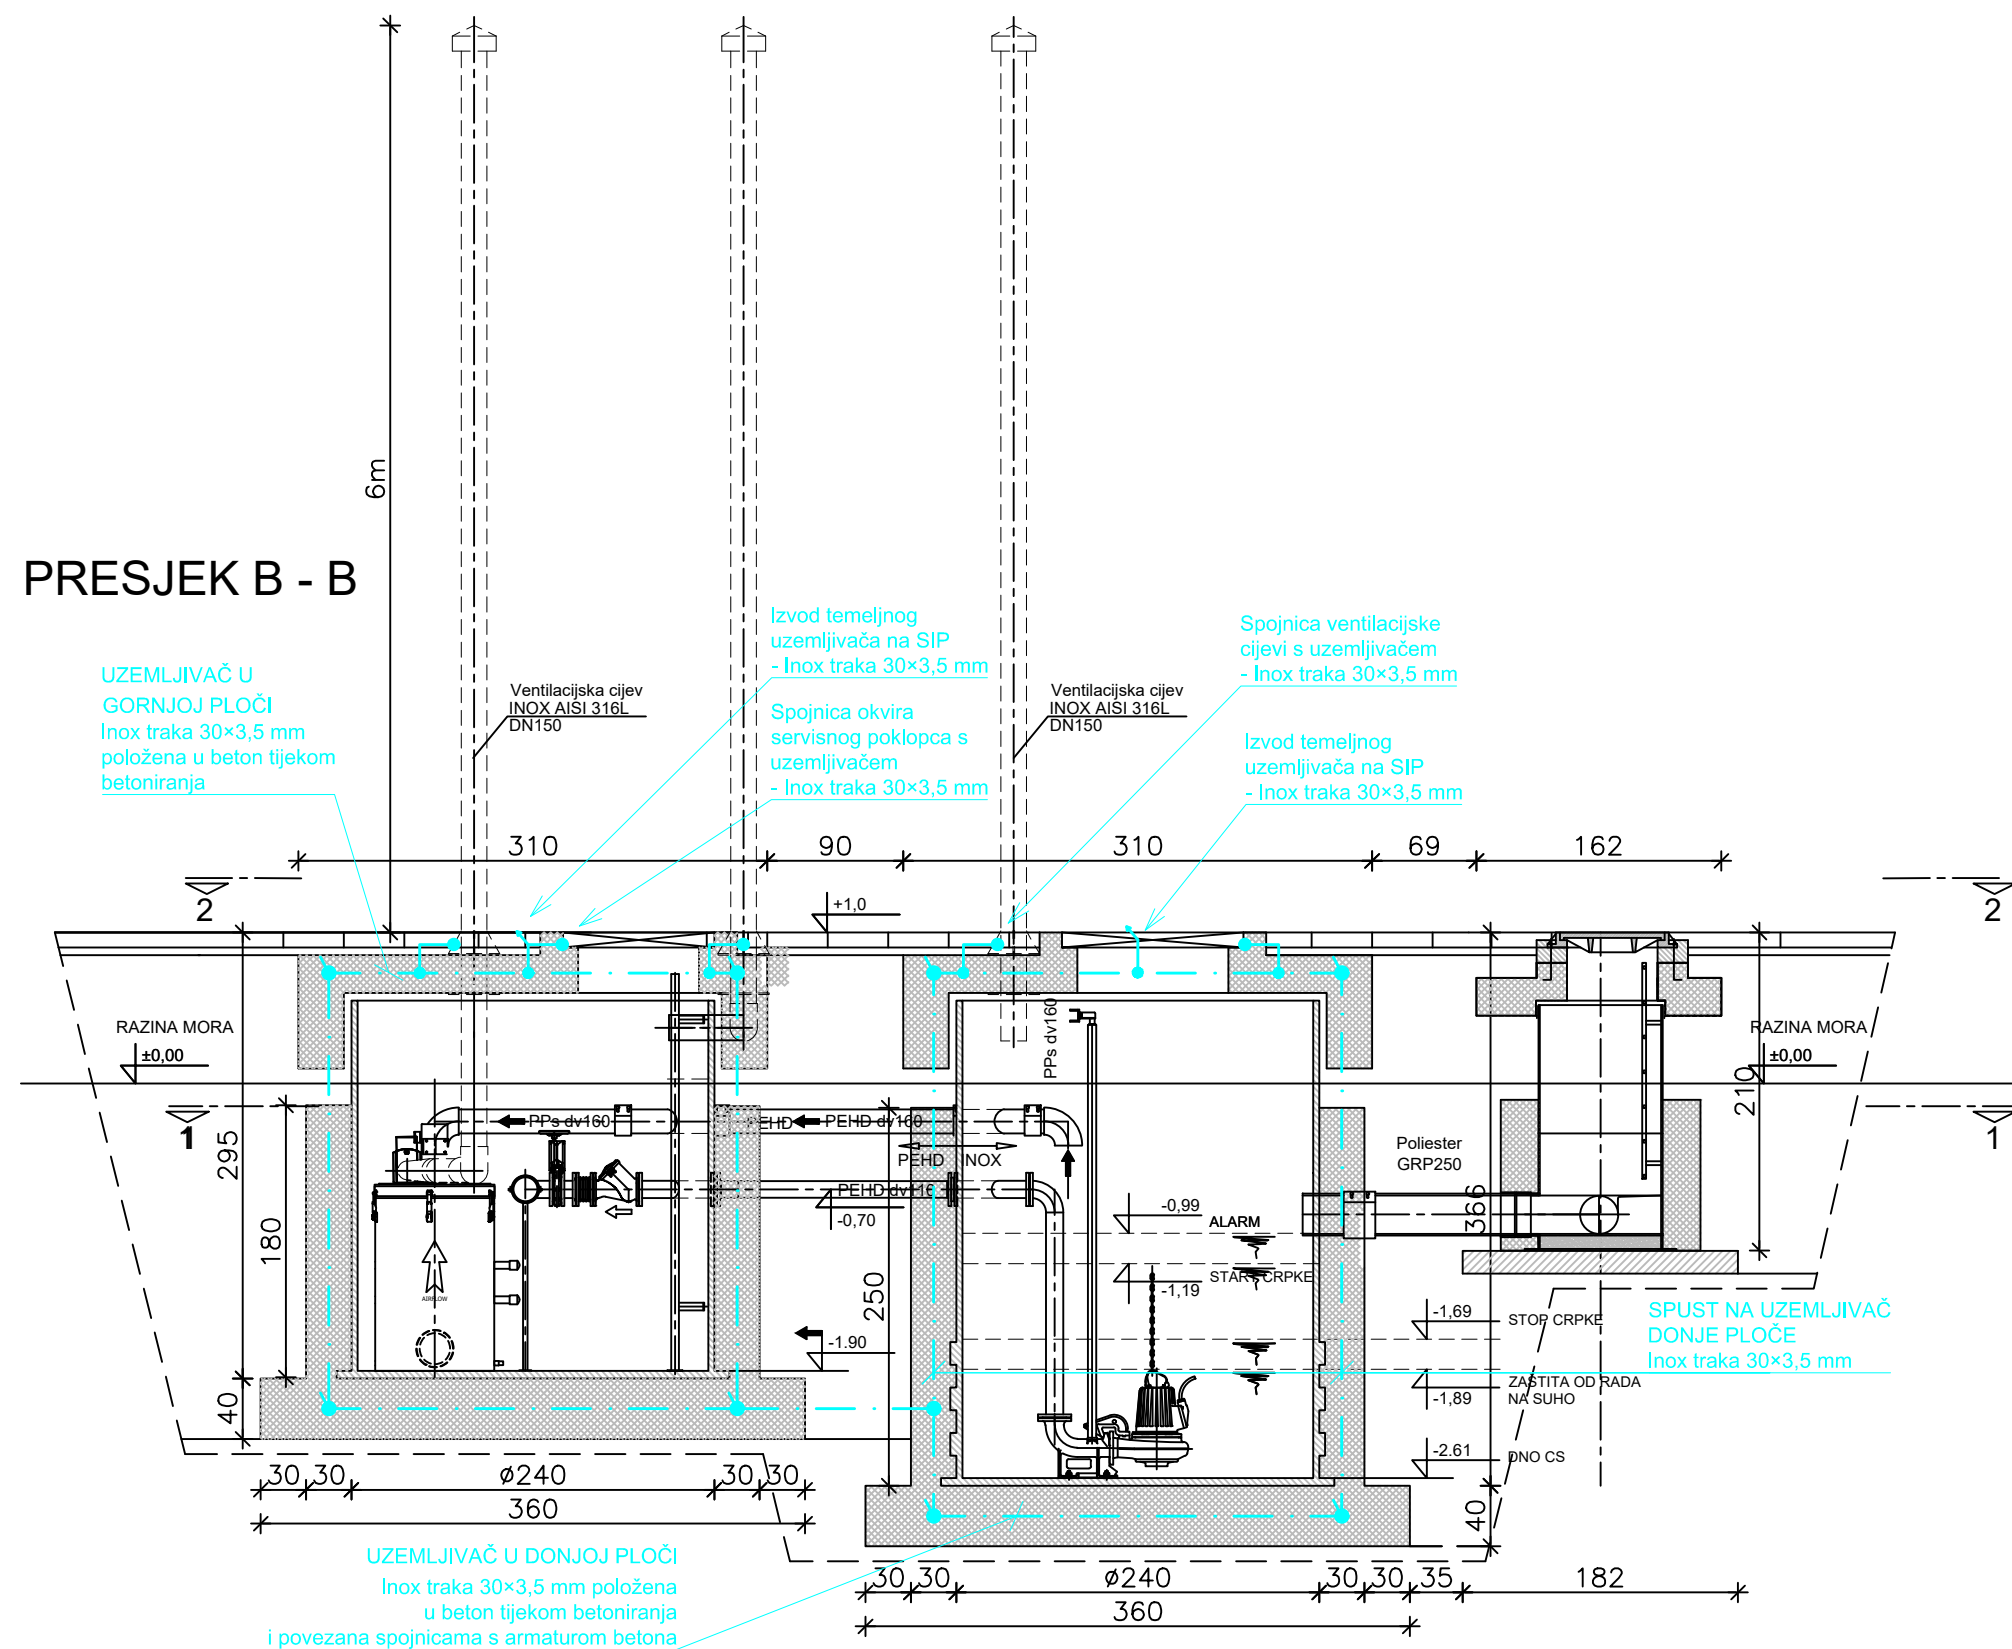 6m
PRESJEK B - B
UZEMLJIVAČ U
GORNJOJ PLOČI
Inox traka 30×3,5 mm
položena u beton tijekom
betoniranja
Ventilacijska cijev
INOX AISI 316L
DN150
Izvod temeljnog
uzemljivača na SIP
- Inox traka 30×3,5 mm
Spojnica okvira
servisnog poklopca s
uzemljivačem
- Inox traka 30×3,5 mm
Ventilacijska cijev
INOX AISI 316L
DN150
Spojnica ventilacijske
cijevi s uzemljivačem
- Inox traka 30×3,5 mm
Izvod temeljnog
uzemljivača na SIP
- Inox traka 30×3,5 mm
310
90
310
69
162
2
2
+1,0
RAZINA MORA
±0,00
RAZINA MORA
±0,00
1
1
295
180
40
210
366
40
250
PPs dv160
PPs dv160
PEHD
PEHD dv160
PEHD
INOX
PEHD dv110
-0,70
AIRFLOW
-1.90
Poliester
GRP250
-0,99
ALARM
-1,19
START CRPKE
-1,69
STOP CRPKE
-1,89
ZAŠTITA OD RADA
NA SUHO
-2.61
DNO CS
SPUST NA UZEMLJIVAČ
DONJE PLOČE
Inox traka 30×3,5 mm
30
30
ø240
30
30
360
UZEMLJIVAČ U DONJOJ PLOČI
Inox traka 30×3,5 mm položena
u beton tijekom betoniranja
i povezana spojnicama s armaturom betona
30
30
ø240
30
30
35
182
360